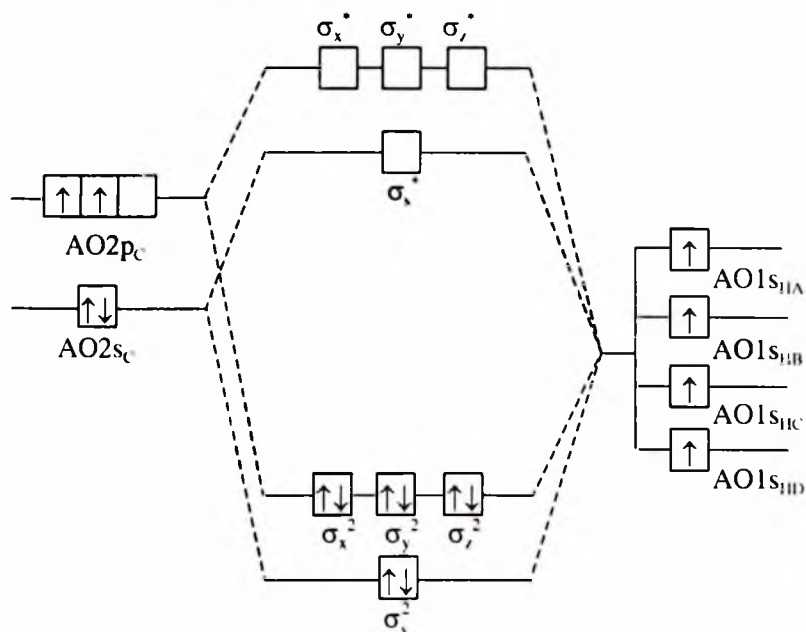 σx* σy* σz*
σs*
↑ ↑
AO2pC
↑↓
AO2sC
↑
AO1sHA
↑
AO1sHB
↑
AO1sHC
↑
AO1sHD
↑↓ ↑↓ ↑↓
σx² σy² σz²
↑↓
σs²